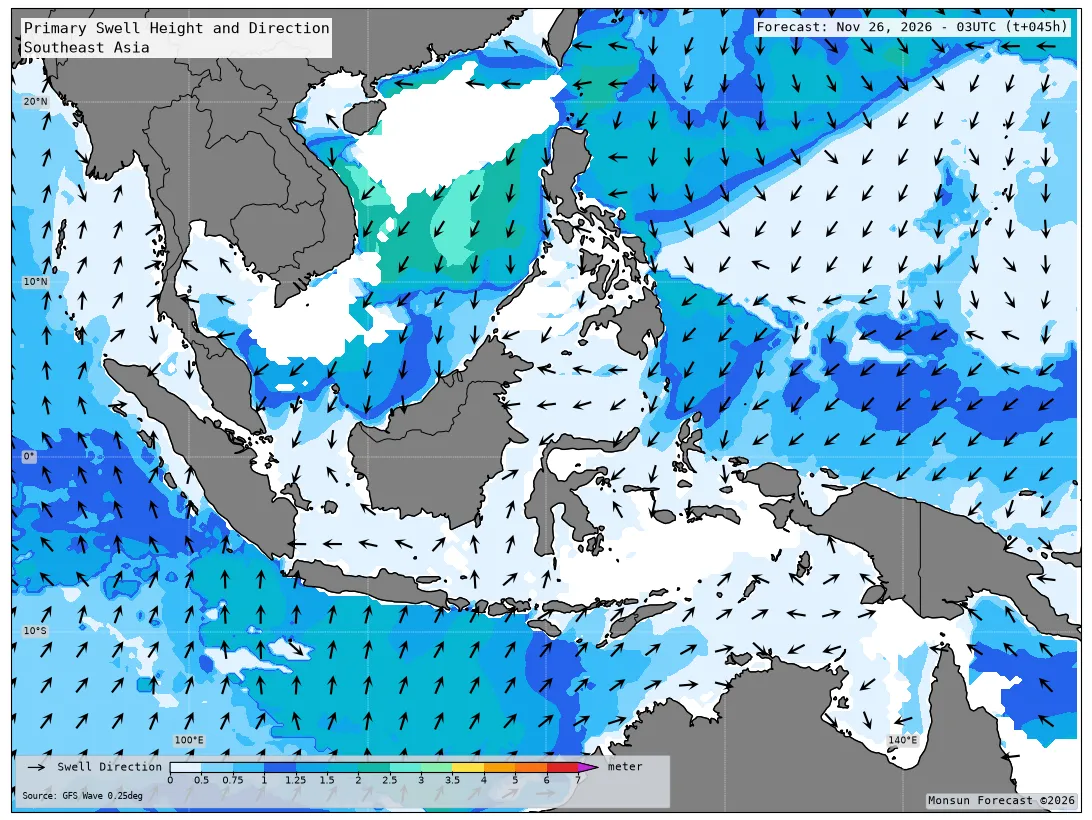 Primary Swell Height and Direction
Southeast Asia
Forecast: Nov 26, 2026 - 03UTC (t+045h)
20°N
10°N
0°
10°S
100°E
140°E
Swell Direction
meter
0 0.5 0.75 1 1.25 1.5 2 2.5 3 3.5 4 5 6 7
Source: GFS Wave 0.25deg
Monsun Forecast ©2026